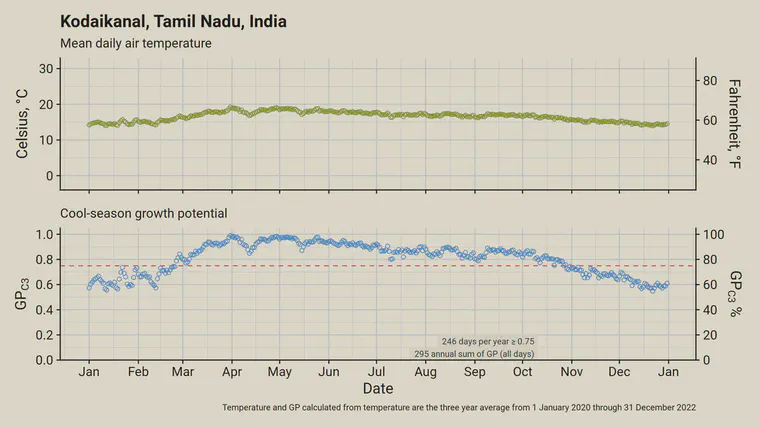 Kodaikanal, Tamil Nadu, India
Mean daily air temperature
Celsius, °C
30
20
10
0
80
60
40
Fahrenheit, °F
Cool-season growth potential
GPC3
1.0
0.8
0.6
0.4
0.2
0.0
100
80
60
40
20
0
GPC3 %
246 days per year ≥ 0.75
295 annual sum of GP (all days)
Jan Feb Mar Apr May Jun Jul Aug Sep Oct Nov Dec Jan
Date
Temperature and GP calculated from temperature are the three year average from 1 January 2020 through 31 December 2022